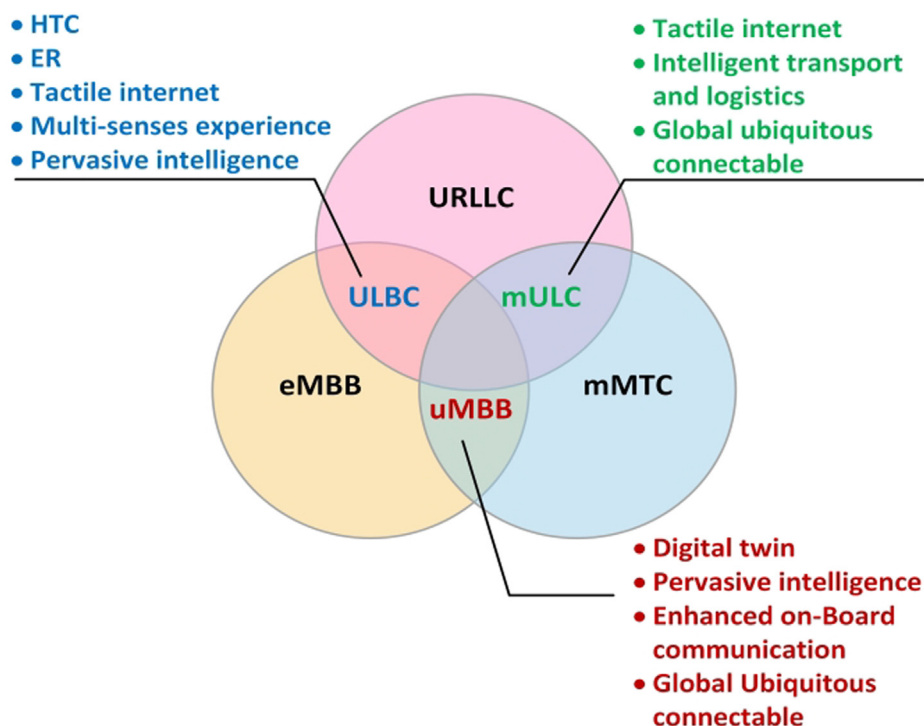 • HTC
• ER
• Tactile internet
• Multi-senses experience
• Pervasive intelligence
• Tactile internet
• Intelligent transport
and logistics
• Global ubiquitous
connectable
URLLC
ULBC
mULC
eMBB
mMTC
uMBB
• Digital twin
• Pervasive intelligence
• Enhanced on-Board
communication
• Global Ubiquitous
connectable